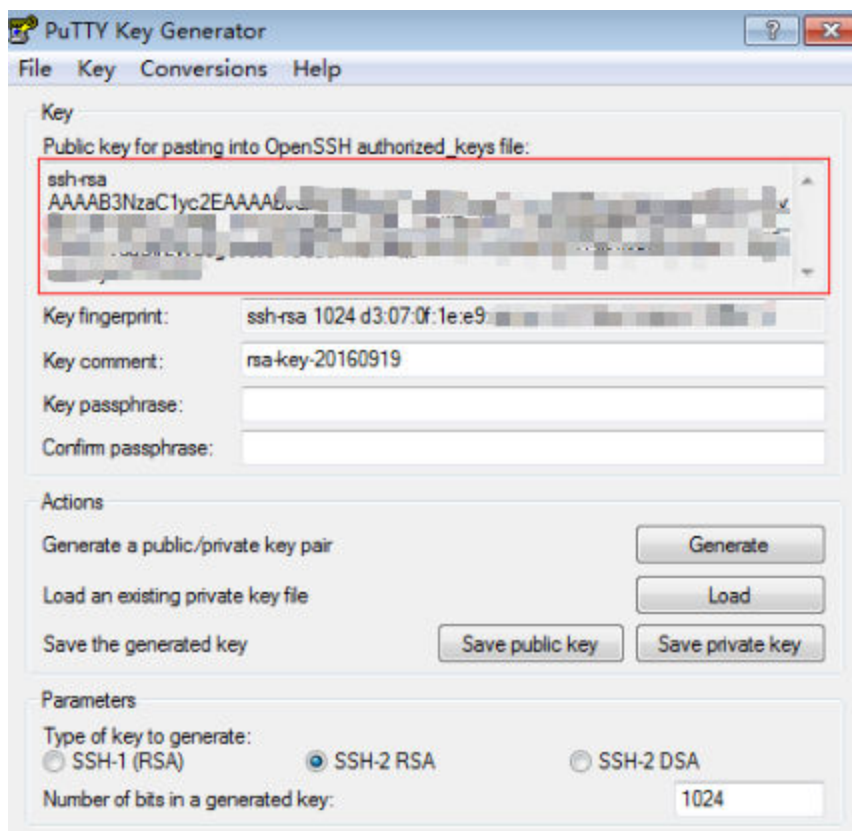 PuTTY Key Generator
File Key Conversions Help
Key
Public key for pasting into OpenSSH authorized_keys file:
ssh-rsa
AAAAB3NzaC1yc2EAAAAB
Key fingerprint: ssh-rsa 1024 d3:07:0f:1e:e9:
Key comment: rsa-key-20160919
Key passphrase:
Confirm passphrase:
Actions
Generate a public/private key pair Generate
Load an existing private key file Load
Save the generated key Save public key Save private key
Parameters
Type of key to generate:
SSH-1 (RSA) SSH-2 RSA SSH-2 DSA
Number of bits in a generated key: 1024